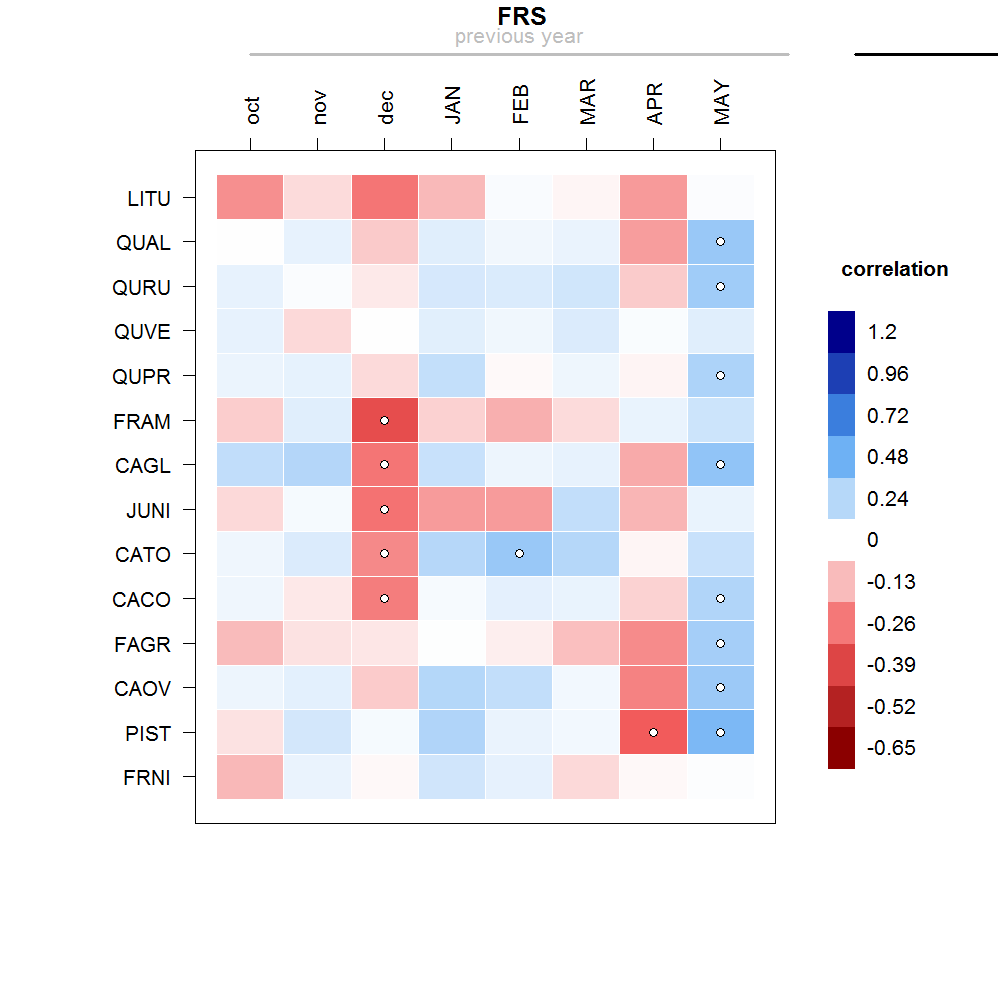 FRS
previous year
oct nov dec JAN FEB MAR APR MAY
LITU
QUAL
QURU
QUVE
QUPR
FRAM
CAGL
JUNI
CATO
CACO
FAGR
CAOV
PIST
FRNI
correlation
1.2
0.96
0.72
0.48
0.24
0
-0.13
-0.26
-0.39
-0.52
-0.65